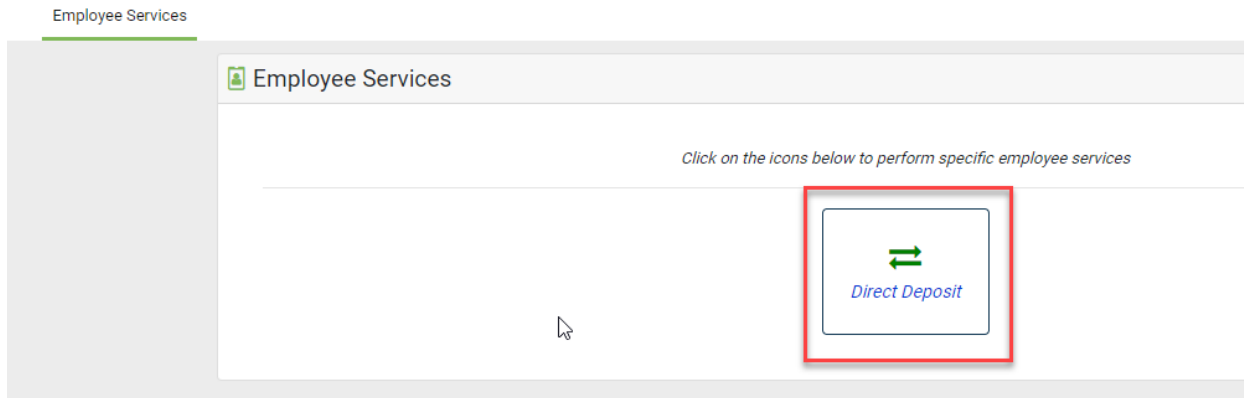 Employee Services
Employee Services
Click on the icons below to perform specific employee services
Direct Deposit